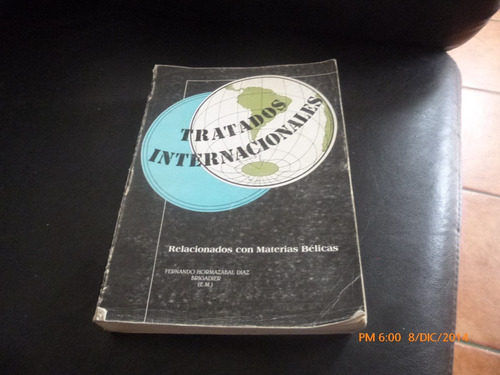 TRATADOS
INTERNACIONALES
Relacionados con Materias Bélicas
FERNANDO HORMAZABAL DIAZ
BRIGADIER
(E.M.)
PM 6:00 8/DIC/2014